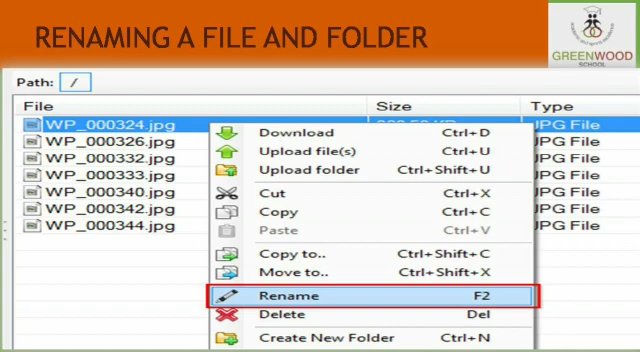 RENAMING A FILE AND FOLDER
GREENWOOD
SCHOOL
Path: /
File Size Type
WP_000324.jpg JPG File
WP_000326.jpg JPG File
WP_000332.jpg JPG File
WP_000333.jpg JPG File
WP_000340.jpg JPG File
WP_000342.jpg JPG File
WP_000344.jpg JPG File
Download Ctrl+D
Upload file(s) Ctrl+U
Upload folder Ctrl+Shift+U
Cut Ctrl+X
Copy Ctrl+C
Paste Ctrl+V
Copy to.. Ctrl+Shift+C
Move to.. Ctrl+Shift+X
Rename F2
Delete Del
Create New Folder Ctrl+N